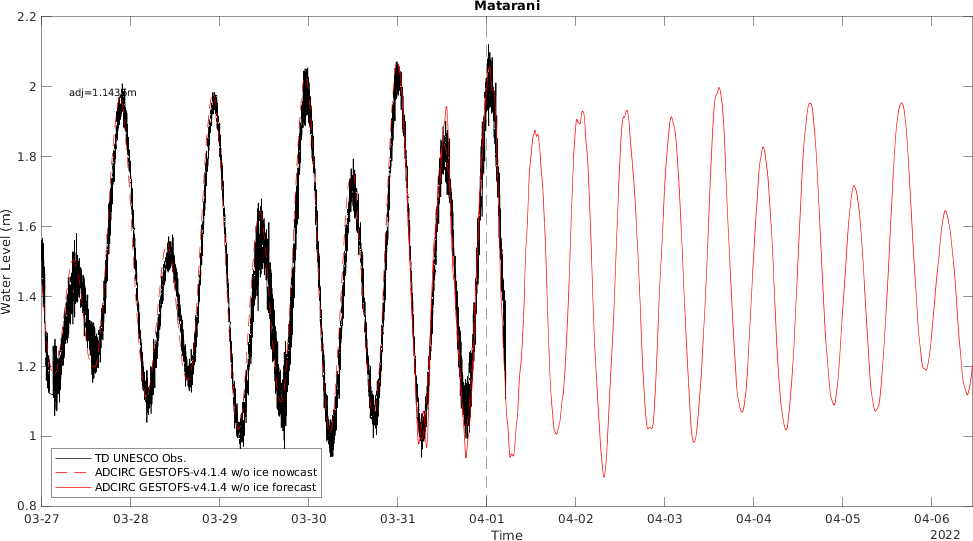 Matarani
2.2
2
1.8
1.6
1.4
1.2
1
0.8
Water Level (m)
adj=1.1435m
TD UNESCO Obs.
ADCIRC GESTOFS-v4.1.4 w/o ice nowcast
ADCIRC GESTOFS-v4.1.4 w/o ice forecast
03-27 03-28 03-29 03-30 03-31 04-01 04-02 04-03 04-04 04-05 04-06
Time
2022